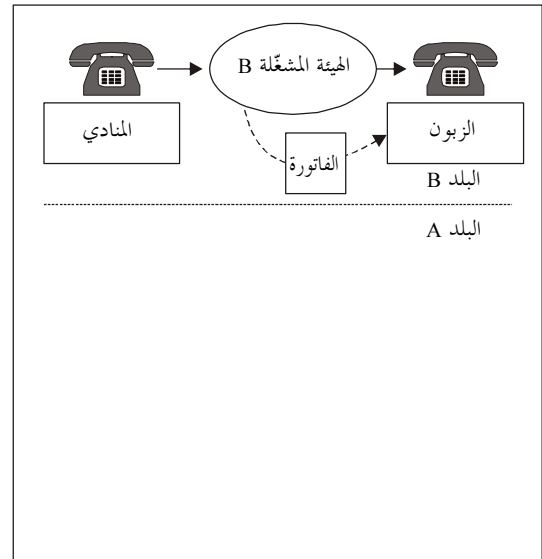 الهيئة المشغّلة B
المنادي
الزبون
الفاتورة
البلد B
البلد A